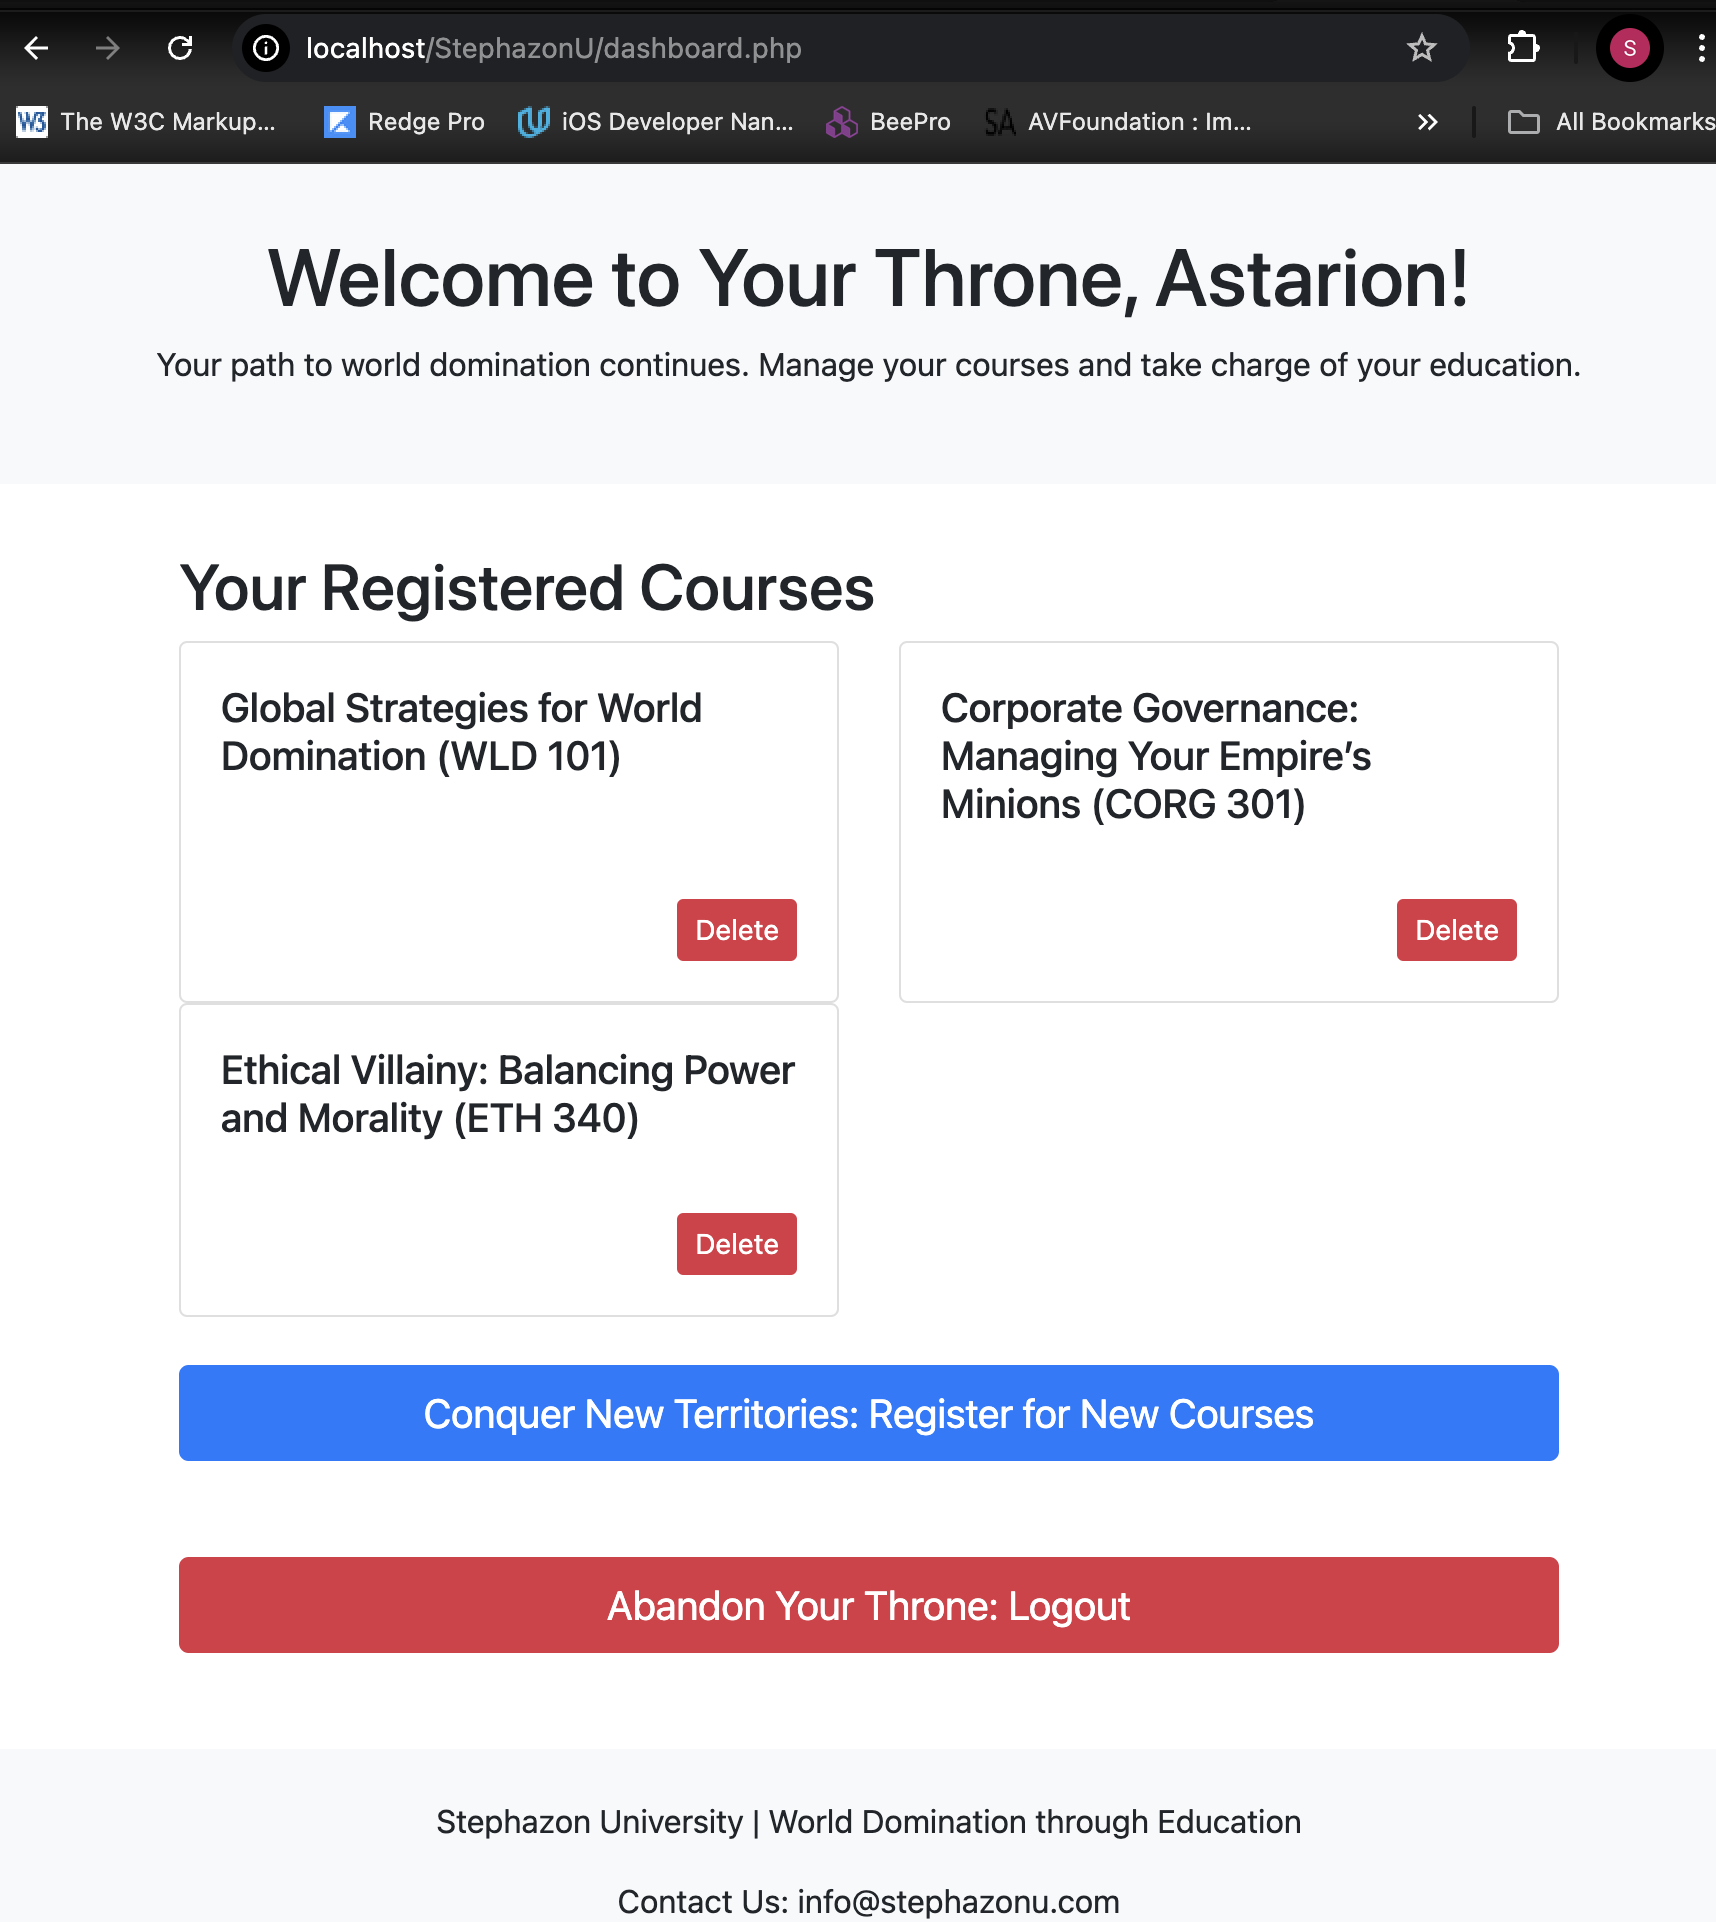 localhost/StephazonU/dashboard.php
S
W3 The W3C Markup... Redge Pro iOS Developer Nan... BeePro SA AVFoundation : Im... All Bookmarks
Welcome to Your Throne, Astarion!
Your path to world domination continues. Manage your courses and take charge of your education.
Your Registered Courses
Global Strategies for World
Domination (WLD 101)
Delete
Corporate Governance:
Managing Your Empire’s
Minions (CORG 301)
Delete
Ethical Villainy: Balancing Power
and Morality (ETH 340)
Delete
Conquer New Territories: Register for New Courses
Abandon Your Throne: Logout
Stephazon University | World Domination through Education
Contact Us: info@stephazonu.com